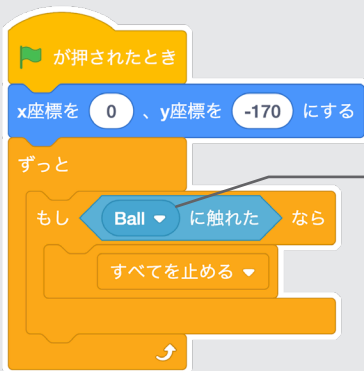 が押されたとき
x座標を 0 、y座標を -170 にする
ずっと
もし Ball に触れた なら
すべてを止める